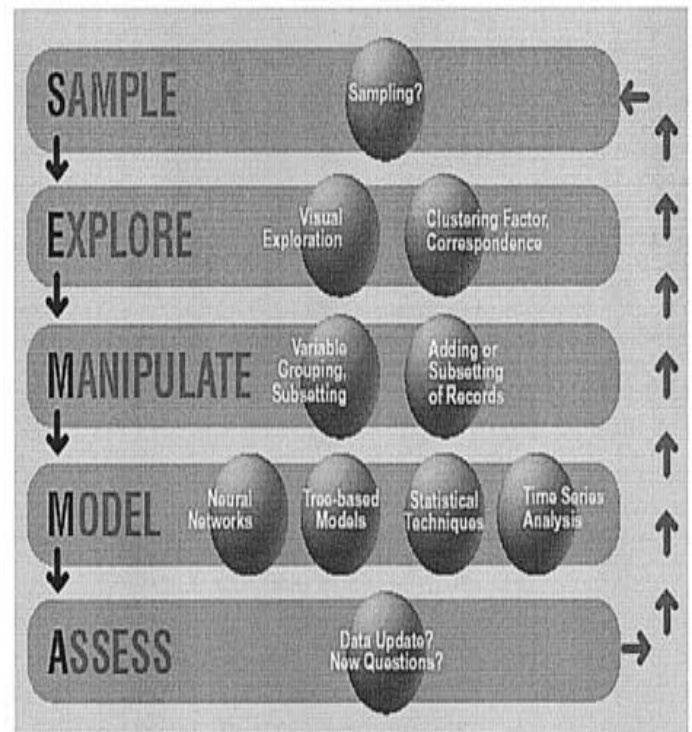 SAMPLE
Sampling?
EXPLORE
Visual
Exploration
Clustering Factor,
Correspondence
MANIPULATE
Variable
Grouping,
Subsetting
Adding or
Subsetting
of Records
MODEL
Neural
Networks
Tree-based
Models
Statistical
Techniques
Time Series
Analysis
ASSESS
Data Update?
New Questions?